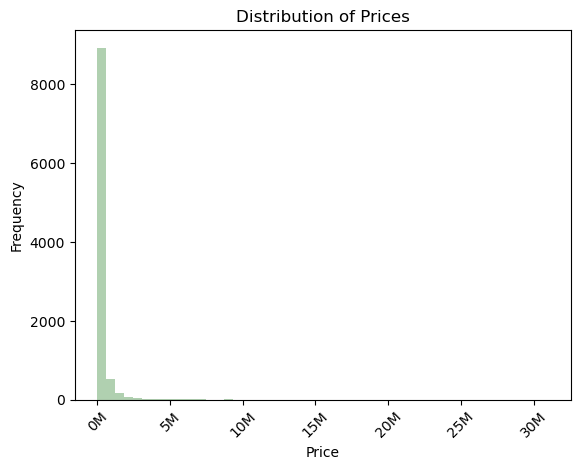 Distribution of Prices
Frequency
8000
6000
4000
2000
0
0M 5M 10M 15M 20M 25M 30M
Price